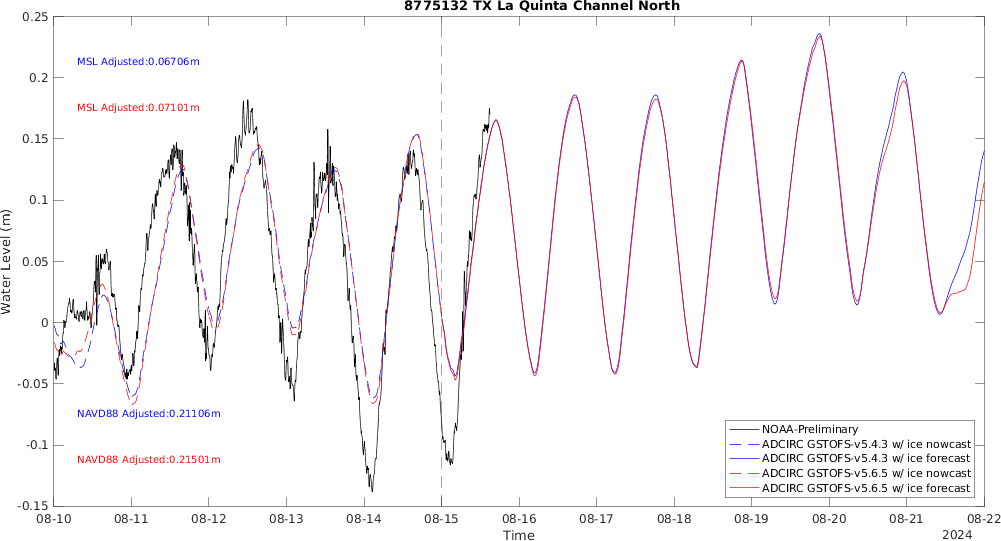 8775132 TX La Quinta Channel North
0.25
0.2
0.15
0.1
0.05
0
-0.05
-0.1
-0.15
Water Level (m)
MSL Adjusted:0.06706m
MSL Adjusted:0.07101m
NAVD88 Adjusted:0.21106m
NAVD88 Adjusted:0.21501m
NOAA-Preliminary
ADCIRC GSTOFS-v5.4.3 w/ ice nowcast
ADCIRC GSTOFS-v5.4.3 w/ ice forecast
ADCIRC GSTOFS-v5.6.5 w/ ice nowcast
ADCIRC GSTOFS-v5.6.5 w/ ice forecast
08-10 08-11 08-12 08-13 08-14 08-15 08-16 08-17 08-18 08-19 08-20 08-21 08-22
Time
2024